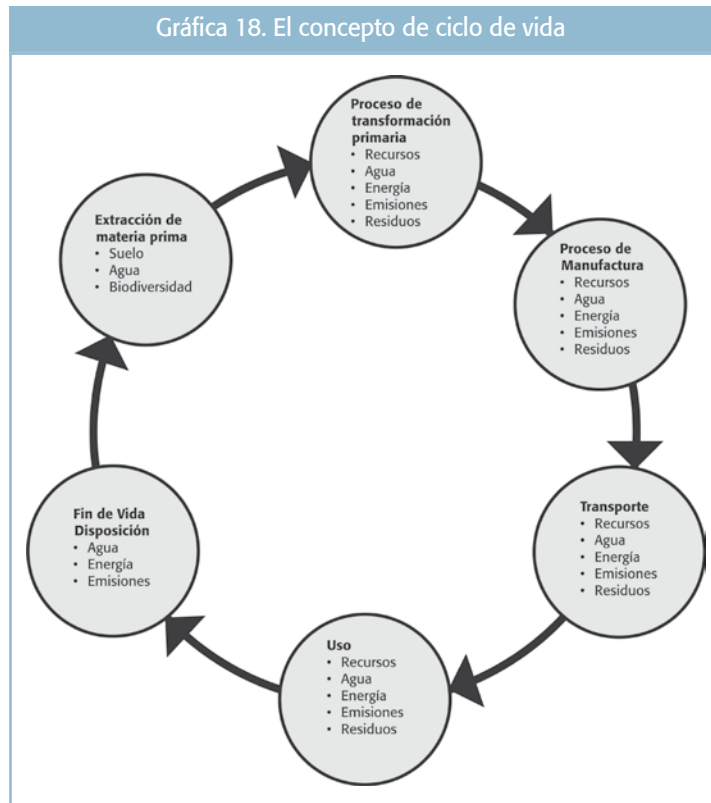 Gráfica 18. El concepto de ciclo de vida
Proceso de
transformación
primaria
• Recursos
• Agua
• Energía
• Emisiones
• Residuos
Proceso de
Manufactura
• Recursos
• Agua
• Energía
• Emisiones
• Residuos
Transporte
• Recursos
• Agua
• Energía
• Emisiones
• Residuos
Uso
• Recursos
• Agua
• Energía
• Emisiones
• Residuos
Fin de Vida
Disposición
• Agua
• Energía
• Emisiones
Extracción de
materia prima
• Suelo
• Agua
• Biodiversidad